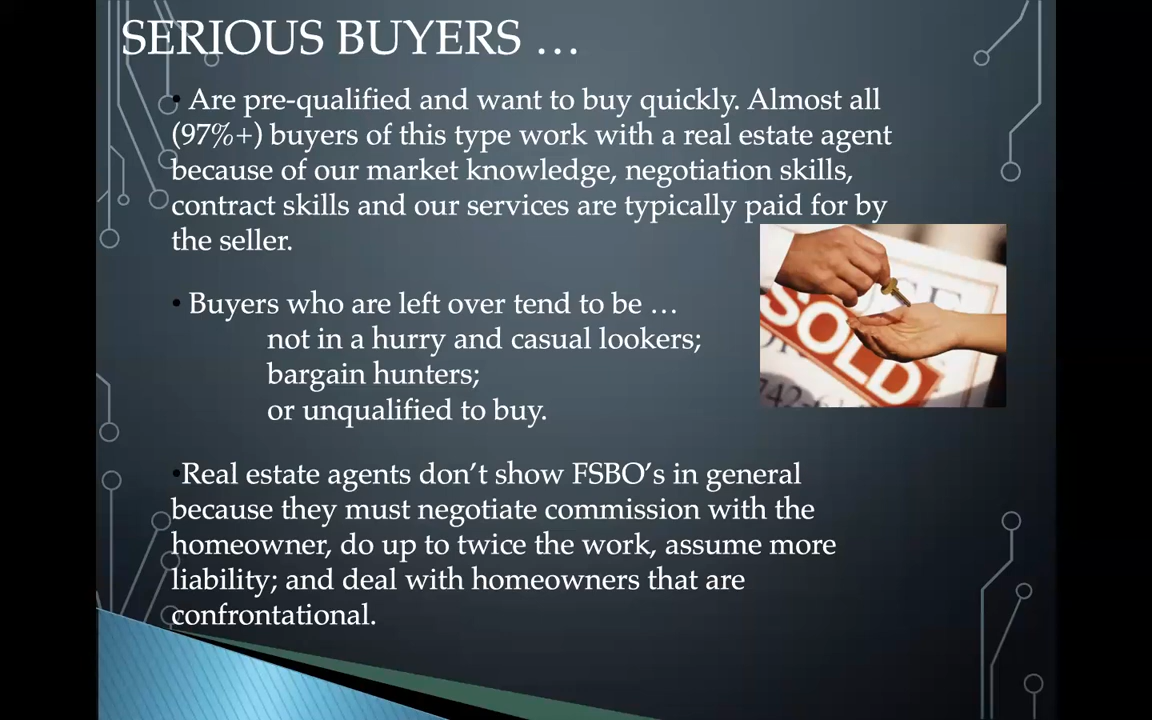 SERIOUS BUYERS …
• Are pre-qualified and want to buy quickly. Almost all
(97%+) buyers of this type work with a real estate agent
because of our market knowledge, negotiation skills,
contract skills and our services are typically paid for by
the seller.
• Buyers who are left over tend to be …
not in a hurry and casual lookers;
bargain hunters;
or unqualified to buy.
SOLD
•Real estate agents don’t show FSBO’s in general
because they must negotiate commission with the
homeowner, do up to twice the work, assume more
liability; and deal with homeowners that are
confrontational.